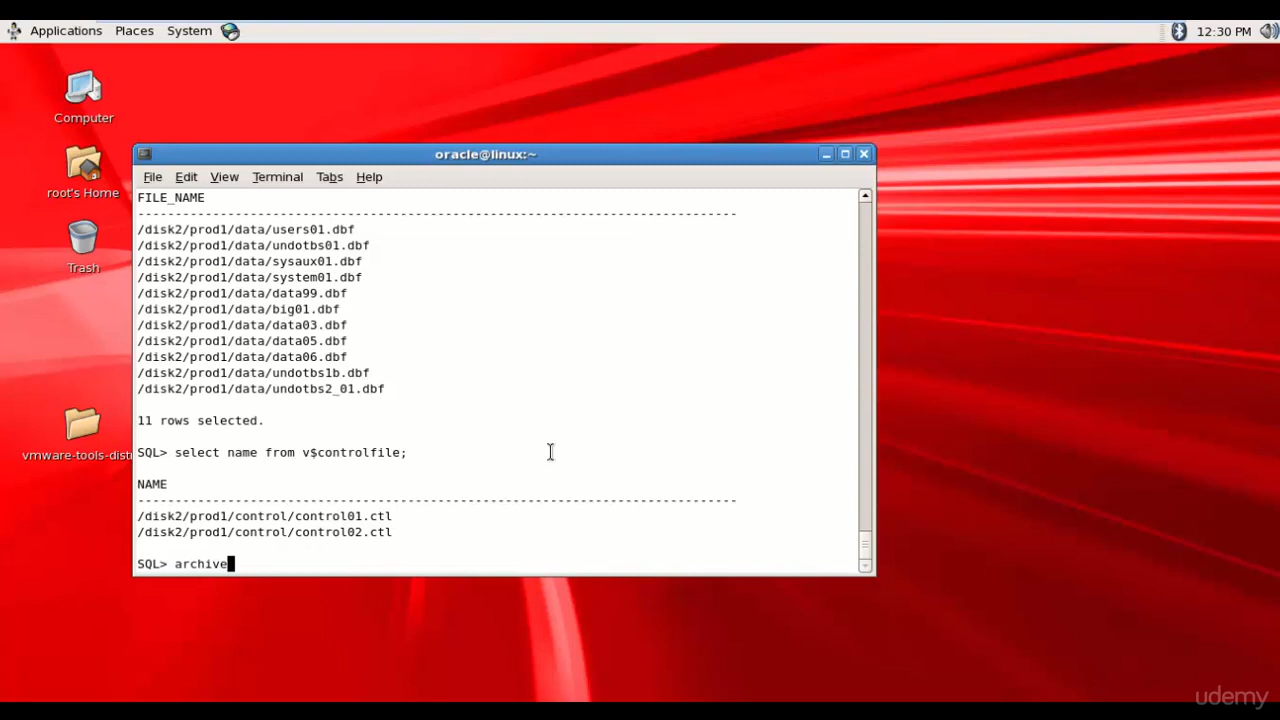 Applications Places System 12:30 PM
Computer
root's Home
Trash
vmware-tools-dist
oracle@linux:~
File Edit View Terminal Tabs Help
FILE_NAME
--------------------------------------------------------------------------------
/disk2/prod1/data/users01.dbf
/disk2/prod1/data/undotbs01.dbf
/disk2/prod1/data/sysaux01.dbf
/disk2/prod1/data/system01.dbf
/disk2/prod1/data/data99.dbf
/disk2/prod1/data/big01.dbf
/disk2/prod1/data/data03.dbf
/disk2/prod1/data/data05.dbf
/disk2/prod1/data/data06.dbf
/disk2/prod1/data/undotbs1b.dbf
/disk2/prod1/data/undotbs2_01.dbf
11 rows selected.
SQL> select name from v$controlfile;
NAME
--------------------------------------------------------------------------------
/disk2/prod1/control/control01.ctl
/disk2/prod1/control/control02.ctl
SQL> archive
udemy